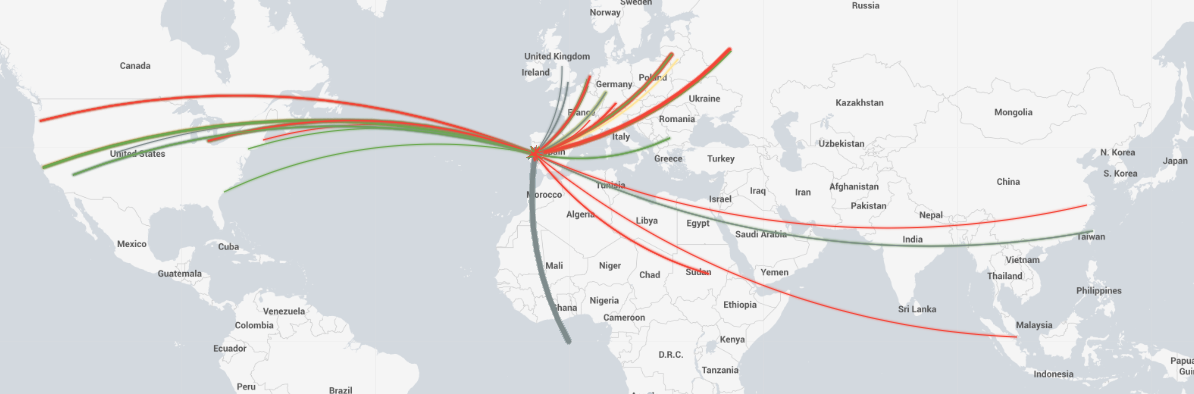 Sweden
Norway
Russia
United Kingdom
Canada
Ireland
Poland
Germany
Ukraine
Kazakhstan
France
Mongolia
Romania
Italy
Uzbekistan
United States
Spain
N. Korea
Greece
Turkey
Japan
S. Korea
China
Tunisia
Afghanistan
Morocco
Iraq
Iran
Israel
Pakistan
Algeria
Nepal
Libya
Egypt
Saudi Arabia
India
Taiwan
Mexico
Cuba
Vietnam
Mali
Niger
Chad
Sudan
Yemen
Guatemala
Thailand
Philippines
Nigeria
Ethiopia
Ghana
Venezuela
Sri Lanka
Cameroon
Colombia
Malaysia
Kenya
Ecuador
D.R.C.
Papua
Gui
Tanzania
Indonesia
Peru
Brazil